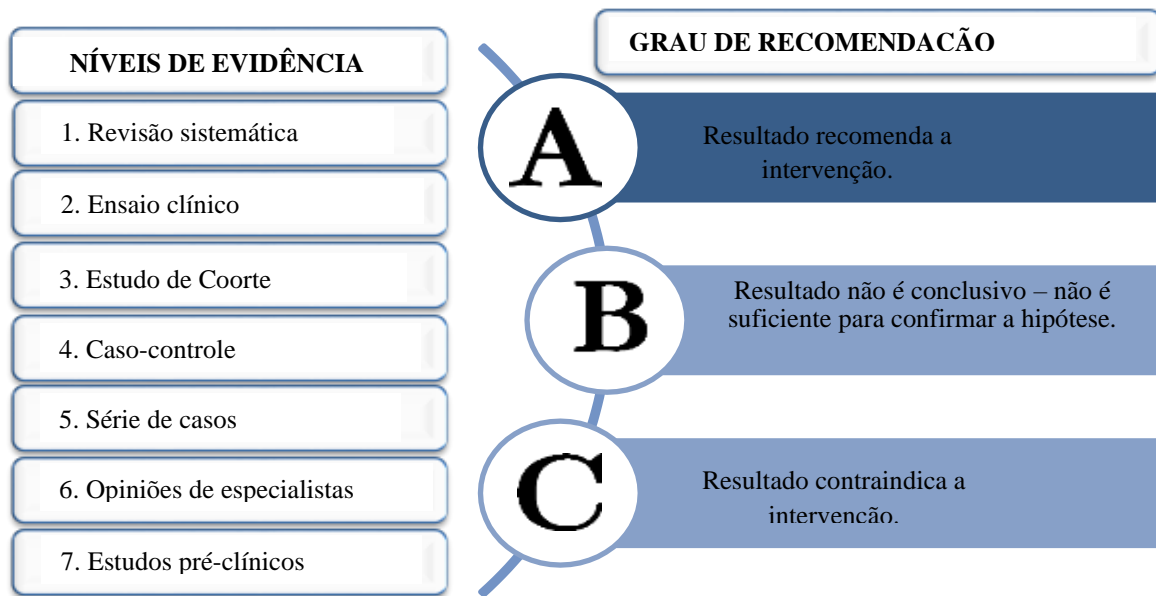 NÍVEIS DE EVIDÊNCIA
1. Revisão sistemática
2. Ensaio clínico
3. Estudo de Coorte
4. Caso-controle
5. Série de casos
6. Opiniões de especialistas
7. Estudos pré-clínicos
GRAU DE RECOMENDACÃO
A
Resultado recomenda a
intervenção.
B
Resultado não é conclusivo – não é
suficiente para confirmar a hipótese.
C
Resultado contraindica a
intervenção.